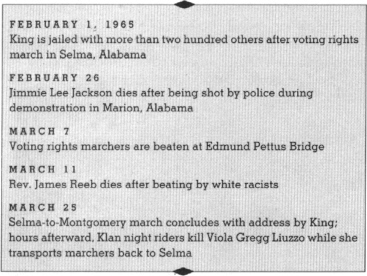 FEBRUARY 1, 1965
King is jailed with more than two hundred others after voting rights
march in Selma, Alabama
FEBRUARY 26
Jimmie Lee Jackson dies after being shot by police during
demonstration in Marion, Alabama
MARCH 7
Voting rights marchers are beaten at Edmund Pettus Bridge
MARCH 11
Rev. James Reeb dies after beating by white racists
MARCH 25
Selma-to-Montgomery march concludes with address by King;
hours afterward, Klan night riders kill Viola Gregg Liuzzo while she
transports marchers back to Selma